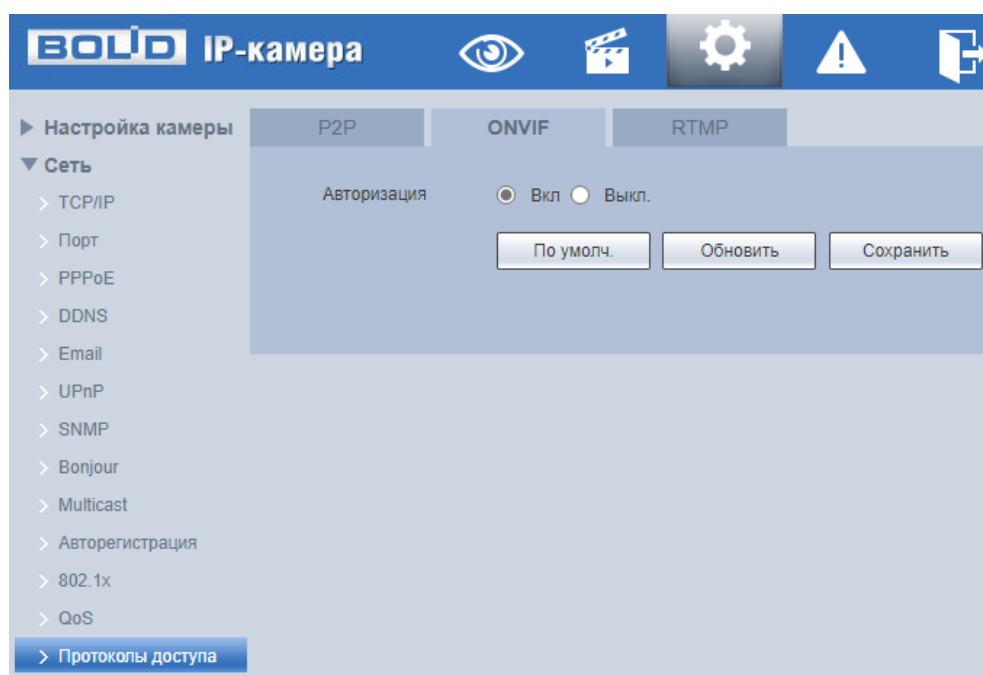 BOLID IP-камера
Настройка камеры
Сеть
TCP/IP
Порт
PPPoE
DDNS
Email
UPnP
SNMP
Bonjour
Multicast
Авторегистрация
802.1x
QoS
Протоколы доступа
P2P
ONVIF
RTMP
Авторизация Вкл Выкл.
По умолч. Обновить Сохранить